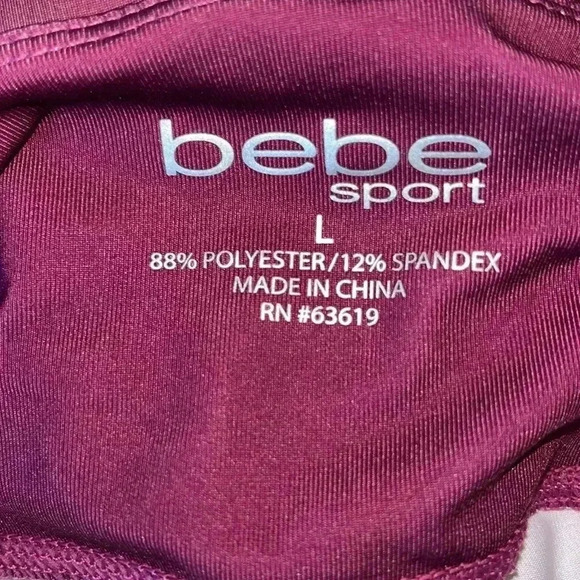 bebe
sport
L
88% POLYESTER/12% SPANDEX
MADE IN CHINA
RN #63619